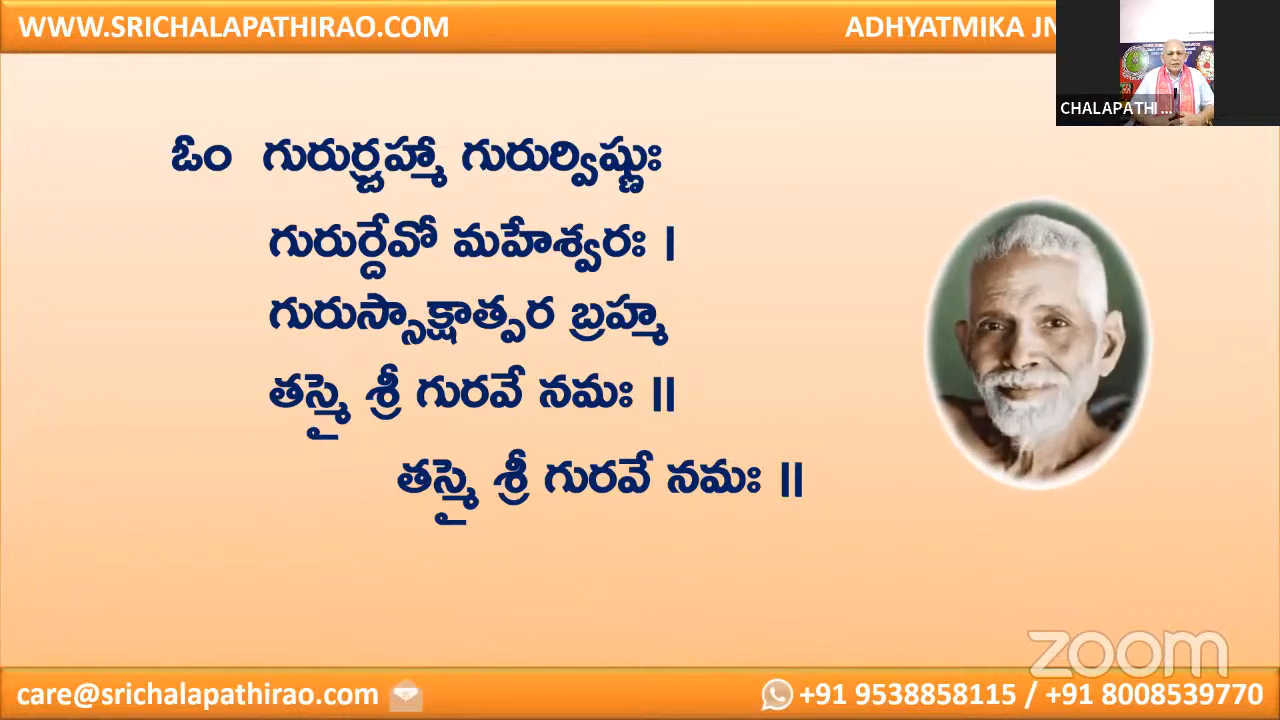 WWW.SRICHALAPATHIRAO.COM
ADHYATMIKA JN
CHALAPATHI ...
ఓం గురుర్బ్రహ్మా గురుర్విష్ణుః
గురుర్దేవో మహేశ్వరః ।
గురుస్సాక్షాత్పర బ్రహ్మ
తస్మై శ్రీ గురవే నమః ॥
తస్మై శ్రీ గురవే నమః ॥
zoom
care@srichalapathirao.com
+91 9538858115 / +91 8008539770